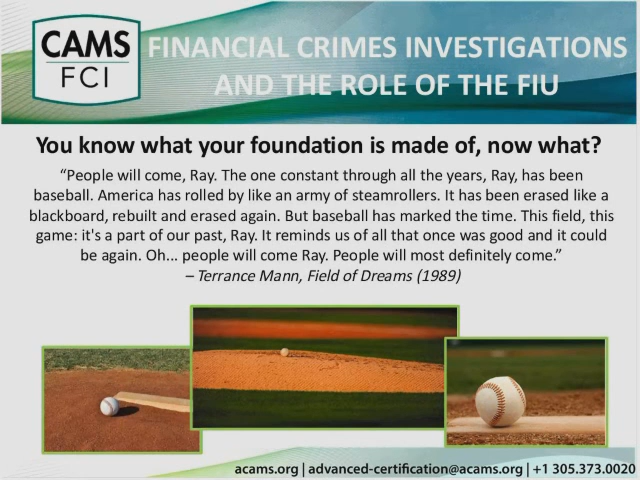 CAMS
FCI
FINANCIAL CRIMES INVESTIGATIONS
AND THE ROLE OF THE FIU
You know what your foundation is made of, now what?
“People will come, Ray. The one constant through all the years, Ray, has been
baseball. America has rolled by like an army of steamrollers. It has been erased like a
blackboard, rebuilt and erased again. But baseball has marked the time. This field, this
game: it's a part of our past, Ray. It reminds us of all that once was good and it could
be again. Oh... people will come Ray. People will most definitely come.”
– Terrance Mann, Field of Dreams (1989)
acams.org | advanced-certification@acams.org | +1 305.373.0020